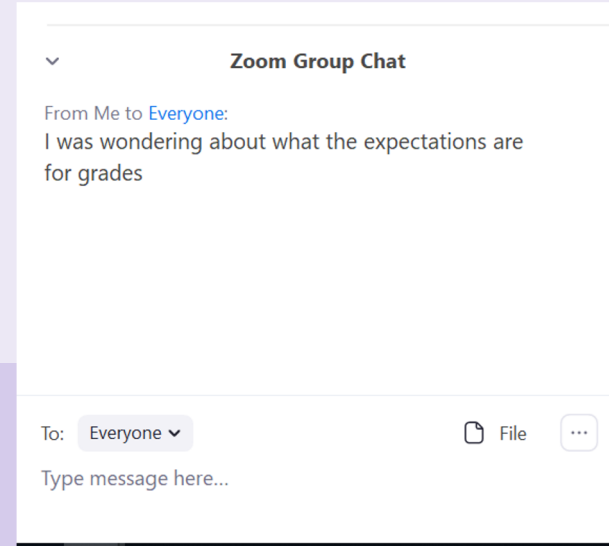 Zoom Group Chat
From Me to Everyone:
I was wondering about what the expectations are
for grades
To: Everyone File
Type message here...